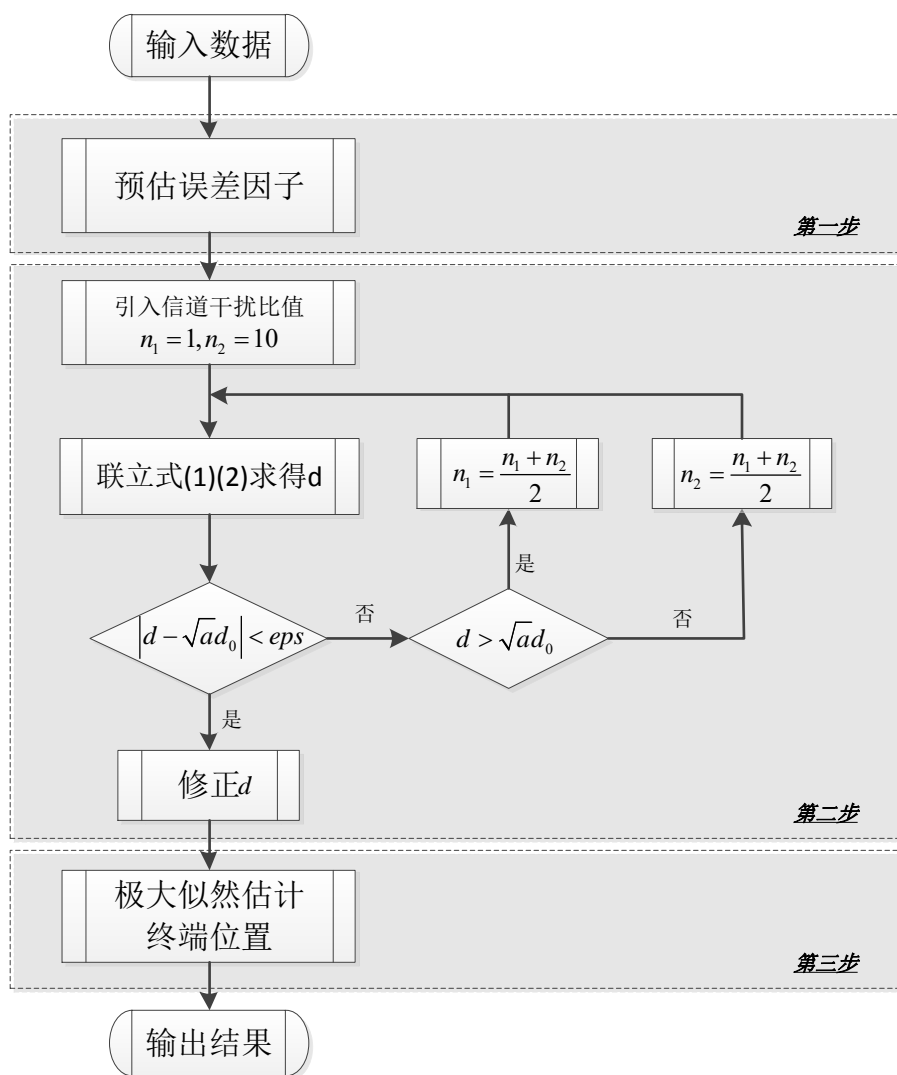 输入数据
预估误差因子
第一步
引入信道干扰比值
n₁ = 1, n₂ = 10
联立式(1)(2)求得d
n₁ = (n₁ + n₂) / 2
n₂ = (n₁ + n₂) / 2
是
|d − √a d₀| < eps
否
d > √a d₀
否
是
修正d
第二步
极大似然估计
终端位置
第三步
输出结果